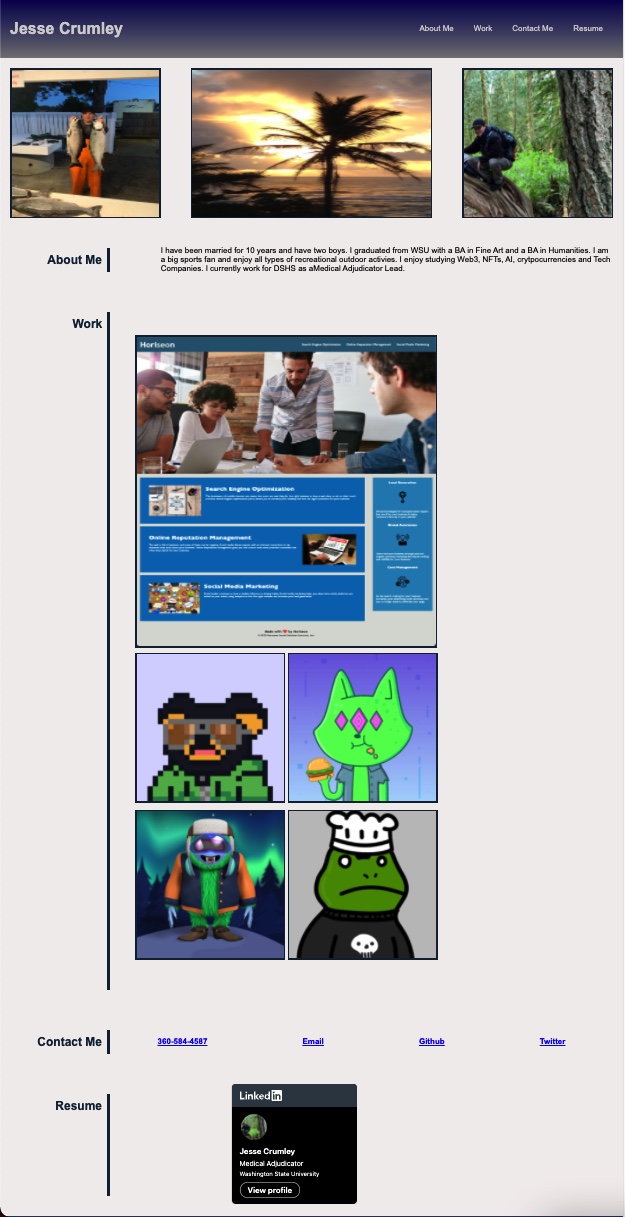 Jesse Crumley
About Me Work Contact Me Resume
About Me
I have been married for 10 years and have two boys. I graduated from WSU with a BA in Fine Art and a BA in Humanities. I am
a big sports fan and enjoy all types of recreational outdoor activies. I enjoy studying Web3, NFTs, AI, crytpocurrencies and Tech
Companies. I currently work for DSHS as aMedical Adjudicator Lead.
Work
Horiseon
Search Engine Optimization Online Reputation Management Social Media Marketing
Search Engine Optimization
Online Reputation Management
Social Media Marketing
Lead Generation
Brand Awareness
Cost Management
Made with ❤️ by Horiseon
Contact Me
360-584-4587 Email Github Twitter
Resume
Linked in
Jesse Crumley
Medical Adjudicator
Washington State University
View profile